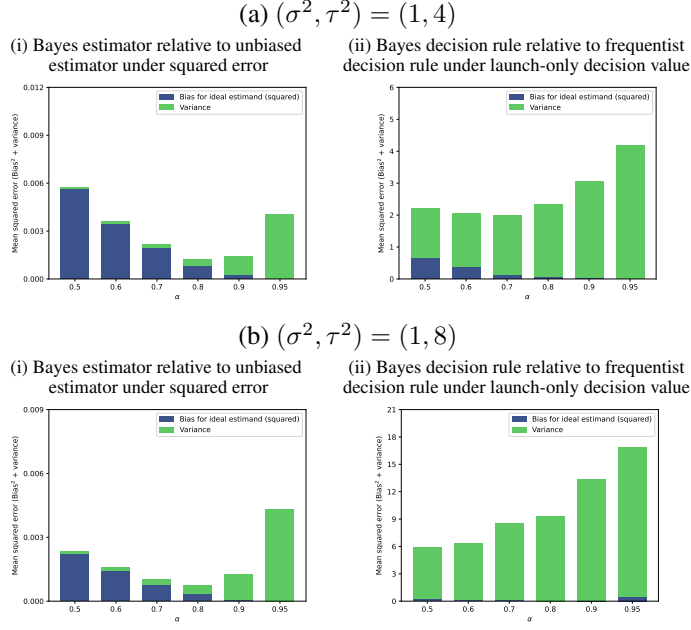 (a) (σ², τ²) = (1, 4)
(i) Bayes estimator relative to unbiased
estimator under squared error
(ii) Bayes decision rule relative to frequentist
decision rule under launch-only decision value
Mean squared error (Bias² + variance)
0.012
0.009
0.006
0.003
0.000
Bias for ideal estimand (squared)
Variance
0.5 0.6 0.7 0.8 0.9 0.95
α
Mean squared error (Bias² + variance)
6
5
4
3
2
1
0
Bias for ideal estimand (squared)
Variance
0.5 0.6 0.7 0.8 0.9 0.95
α
(b) (σ², τ²) = (1, 8)
(i) Bayes estimator relative to unbiased
estimator under squared error
(ii) Bayes decision rule relative to frequentist
decision rule under launch-only decision value
Mean squared error (Bias² + variance)
0.009
0.006
0.003
0.000
Bias for ideal estimand (squared)
Variance
0.5 0.6 0.7 0.8 0.9 0.95
α
Mean squared error (Bias² + variance)
21
18
15
12
9
6
3
0
Bias for ideal estimand (squared)
Variance
0.5 0.6 0.7 0.8 0.9 0.95
α